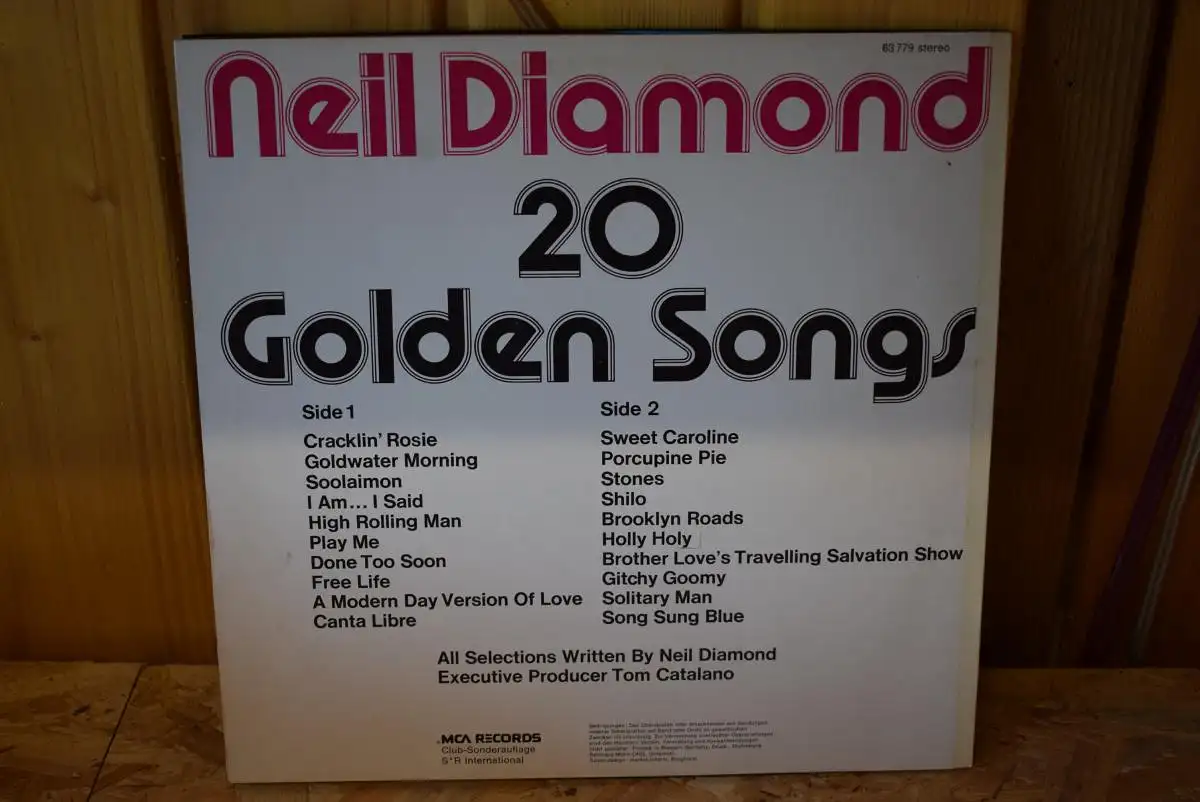 63 779 stereo
Neil Diamond
20
Golden Songs
Side 1
Cracklin' Rosie
Goldwater Morning
Soolaimon
I Am... I Said
High Rolling Man
Play Me
Done Too Soon
Free Life
A Modern Day Version Of Love
Canta Libre
Side 2
Sweet Caroline
Porcupine Pie
Stones
Shilo
Brooklyn Roads
Holly Holy
Brother Love's Travelling Salvation Show
Gitchy Goomy
Solitary Man
Song Sung Blue
All Selections Written By Neil Diamond
Executive Producer Tom Catalano
MCA RECORDS
Club-Sonderauflage
S*R International